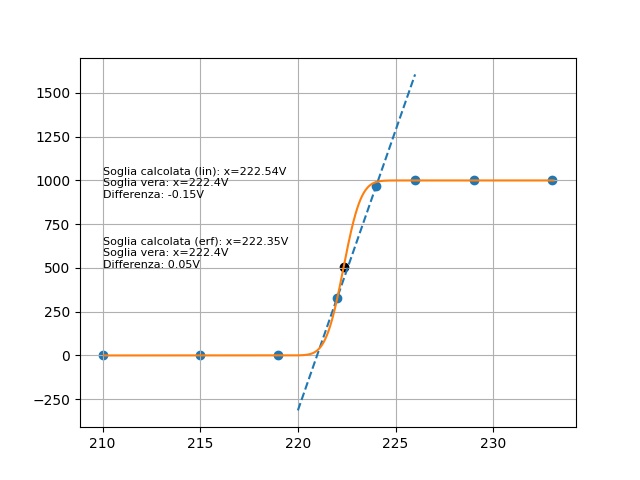 1500
1250
1000
750
500
250
0
−250
Soglia calcolata (lin): x=222.54V
Soglia vera: x=222.4V
Differenza: -0.15V
Soglia calcolata (erf): x=222.35V
Soglia vera: x=222.4V
Differenza: 0.05V
210 215 220 225 230